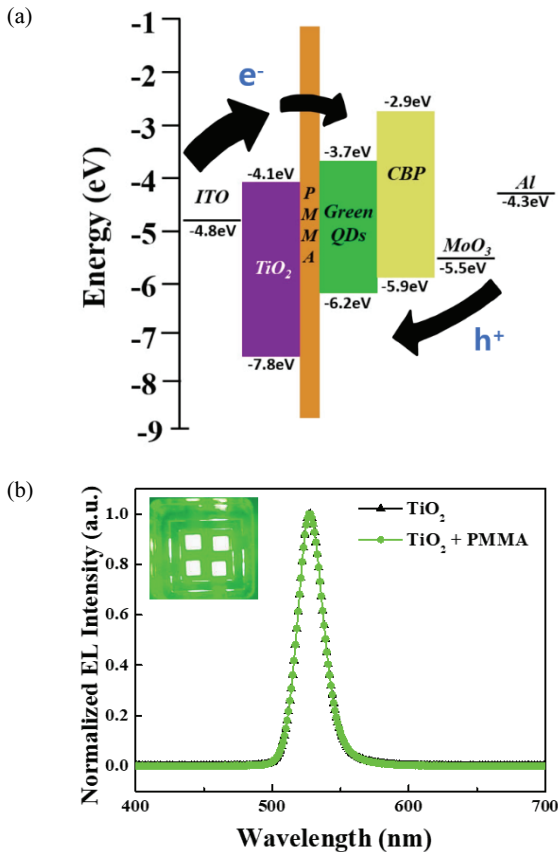 (a)
Energy (eV)
-1
-2
-3
-4
-5
-6
-7
-8
-9
e⁻
-2.9eV
-3.7eV
CBP
-4.1eV
ITO
-4.8eV
P
M
M
A
Green
QDs
Al
-4.3eV
TiO₂
MoO₃
-5.5eV
-5.9eV
-6.2eV
h⁺
-7.8eV
(b)
Normalized EL Intensity (a.u.)
1.0
0.8
0.6
0.4
0.2
0.0
TiO₂
TiO₂ + PMMA
400
500
600
700
Wavelength (nm)